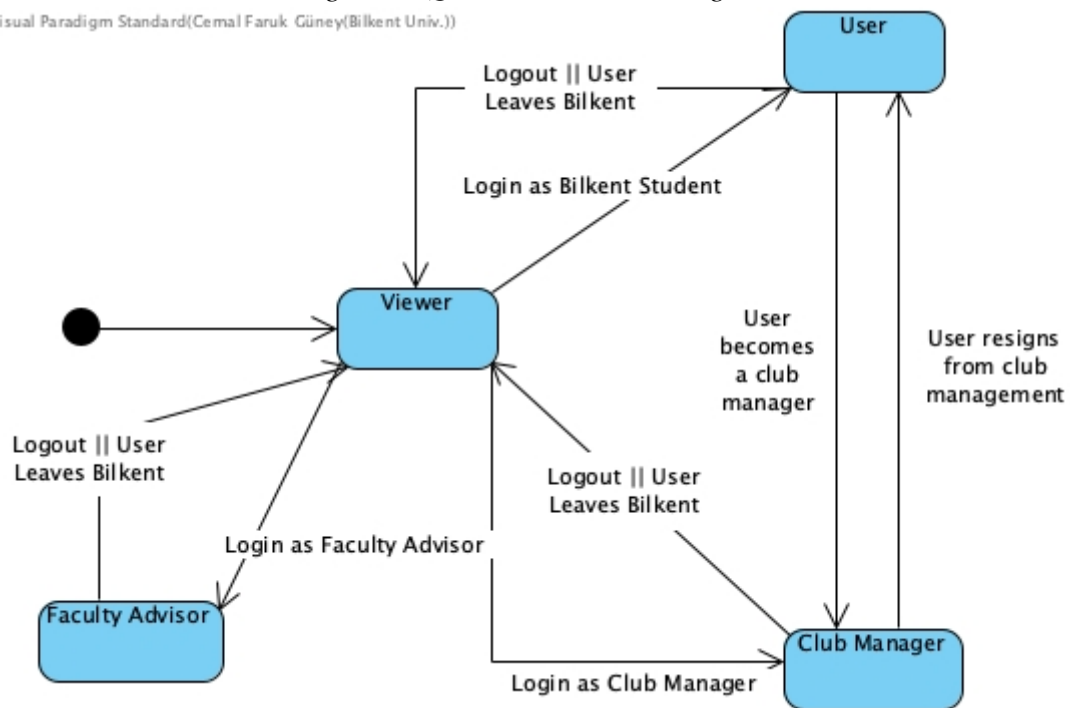 isual Paradigm Standard(Cemal Faruk Güney(Bilkent Univ.))
User
Logout || User
Leaves Bilkent
Login as Bilkent Student
Viewer
User
becomes
a club
manager
User resigns
from club
management
Logout || User
Leaves Bilkent
Logout || User
Leaves Bilkent
Login as Faculty Advisor
Faculty Advisor
Club Manager
Login as Club Manager